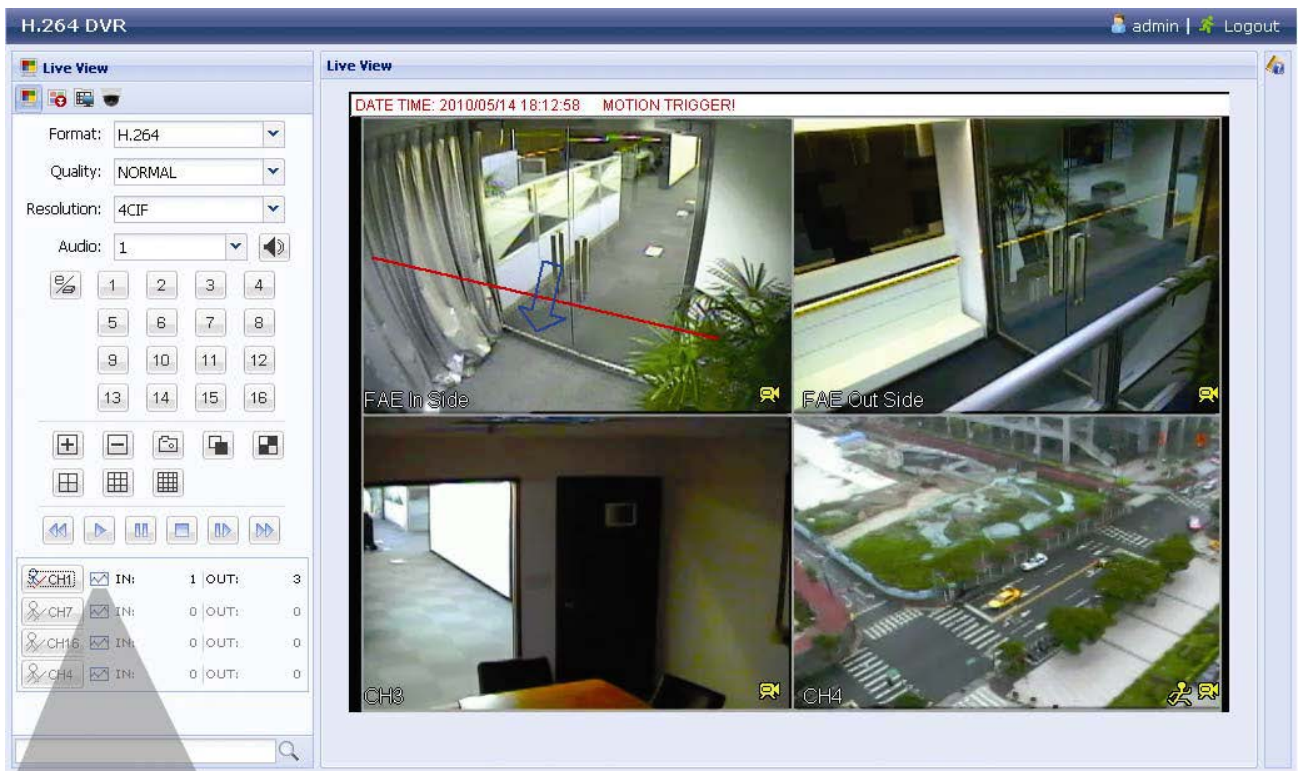 H.264 DVR
admin | Logout
Live View
Live View
Format: H.264
Quality: NORMAL
Resolution: 4CIF
Audio: 1
1 2 3 4
5 6 7 8
9 10 11 12
13 14 15 16
CH1 IN: 1 OUT: 3
CH7 IN: 0 OUT: 0
CH16 IN: 0 OUT: 0
CH4 IN: 0 OUT: 0
DATE TIME: 2010/05/14 18:12:58 MOTION TRIGGER!
FAE In Side
FAE Out Side
CH3
CH4